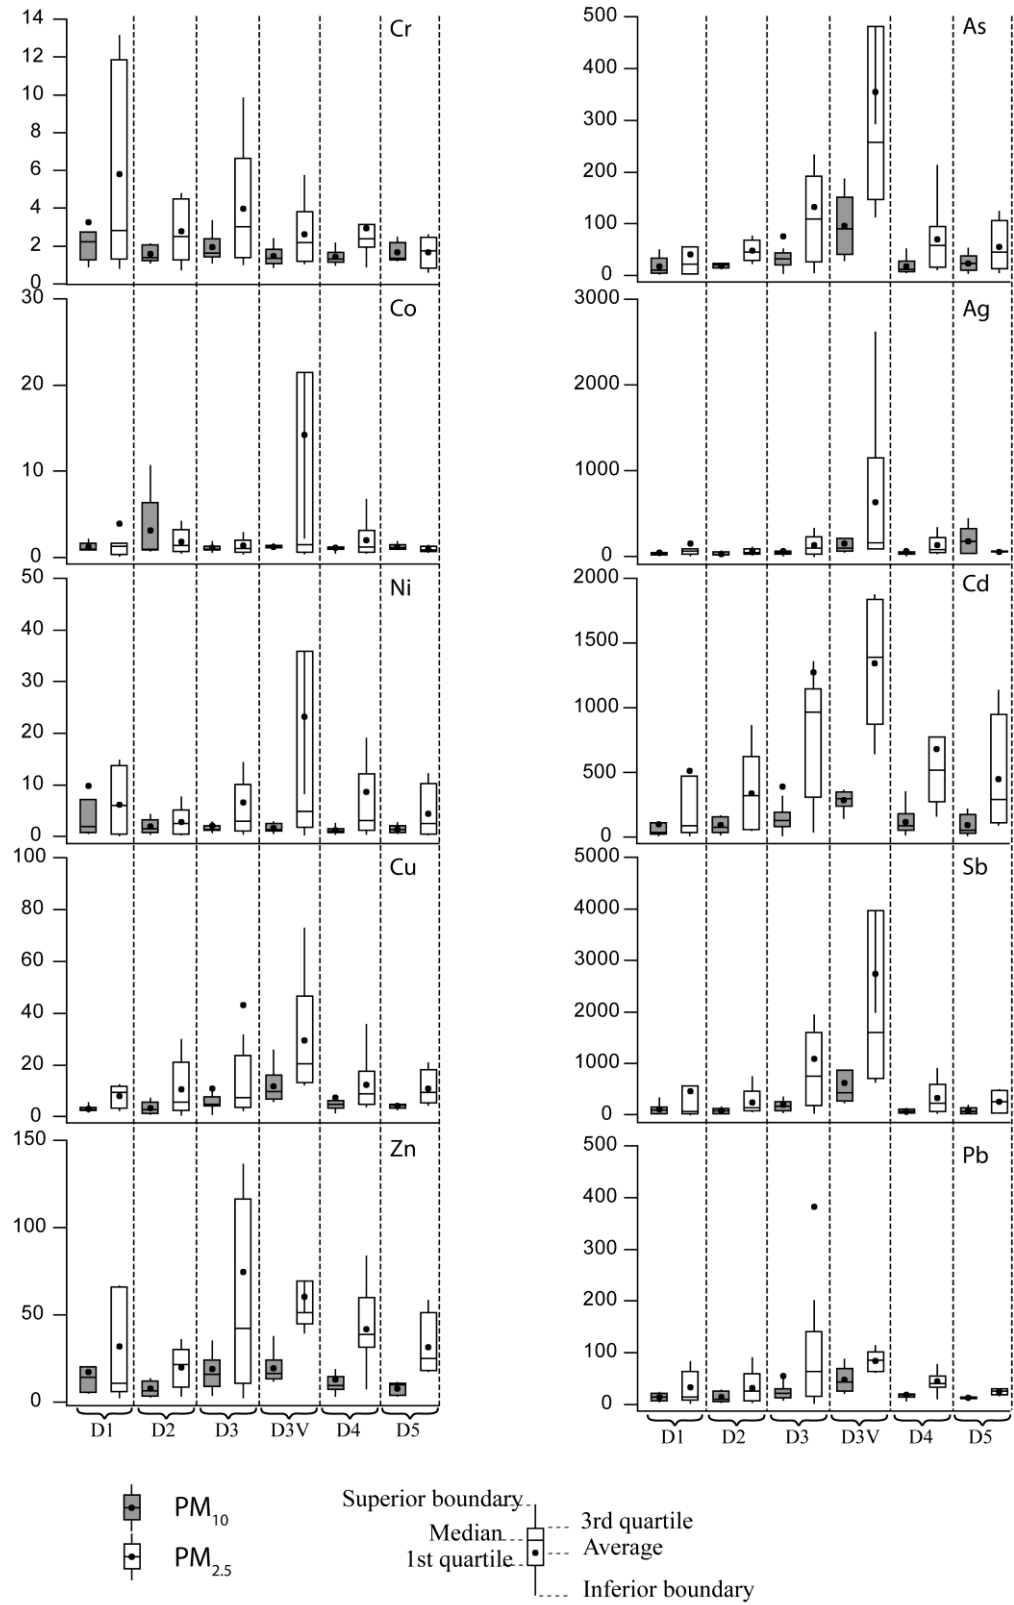 14
12
10
8
6
4
2
0
Cr
500
400
300
200
100
0
As
30
20
10
0
Co
3000
2000
1000
0
Ag
50
40
30
20
10
0
Ni
2000
1500
1000
500
0
Cd
100
80
60
40
20
0
Cu
5000
4000
3000
2000
1000
0
Sb
150
100
50
0
Zn
500
400
300
200
100
0
Pb
D1 D2 D3 D3V D4 D5
D1 D2 D3 D3V D4 D5
PM10
PM2.5
Superior boundary
Median
1st quartile
3rd quartile
Average
Inferior boundary